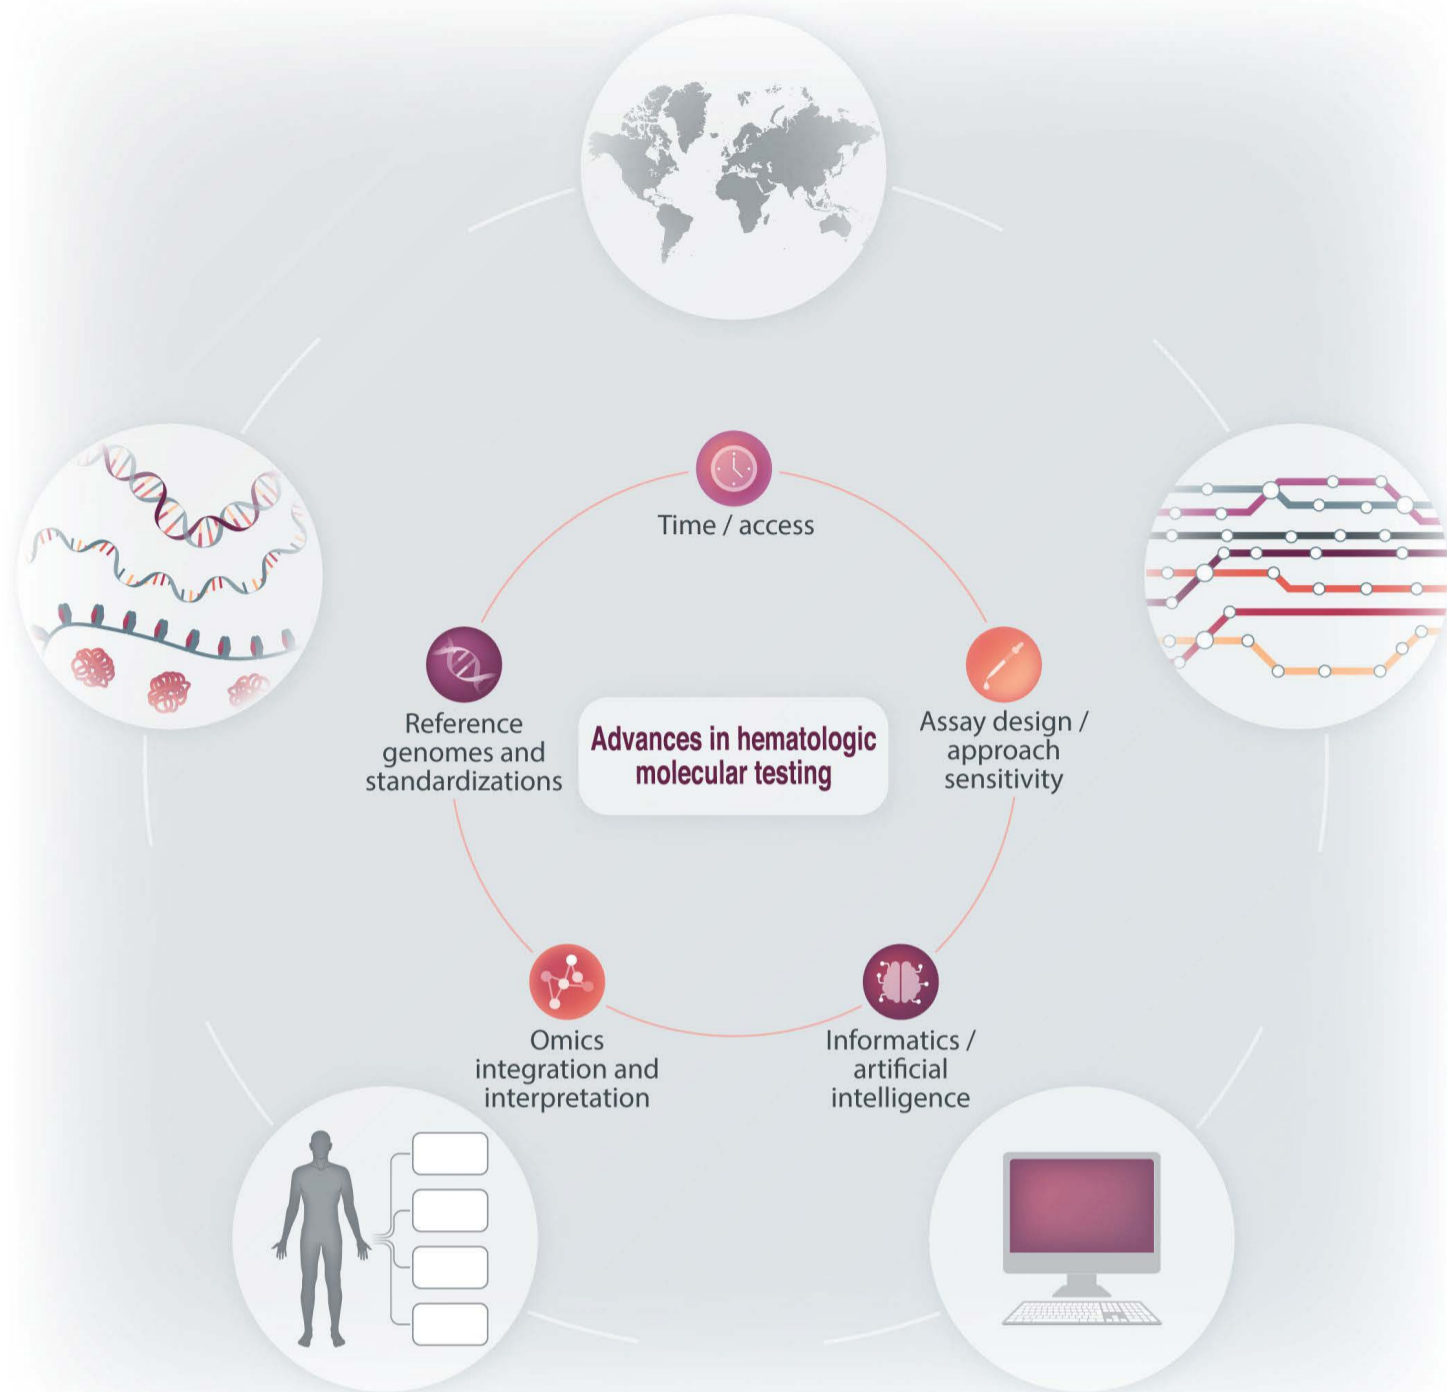 Time / access
Reference
genomes and
standardizations
Advances in hematologic
molecular testing
Assay design /
approach
sensitivity
Omics
integration and
interpretation
Informatics /
artificial
intelligence